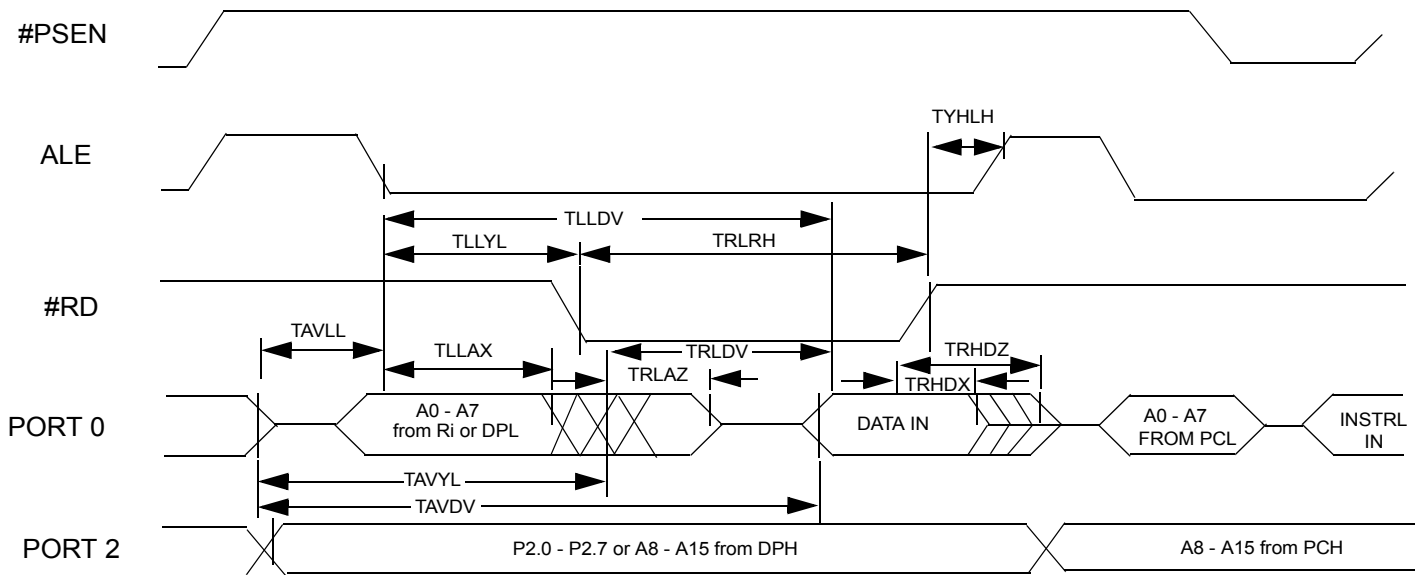 #PSEN
TYHLH
ALE
TLLDV
TLLYL
TRLRH
#RD
TAVLL
TLLAX
TRLDV
TRHDZ
TRLAZ
TRHDX
PORT 0
A0 - A7
from Ri or DPL
DATA IN
A0 - A7
FROM PCL
INSTRL
IN
TAVYL
TAVDV
PORT 2
P2.0 - P2.7 or A8 - A15 from DPH
A8 - A15 from PCH